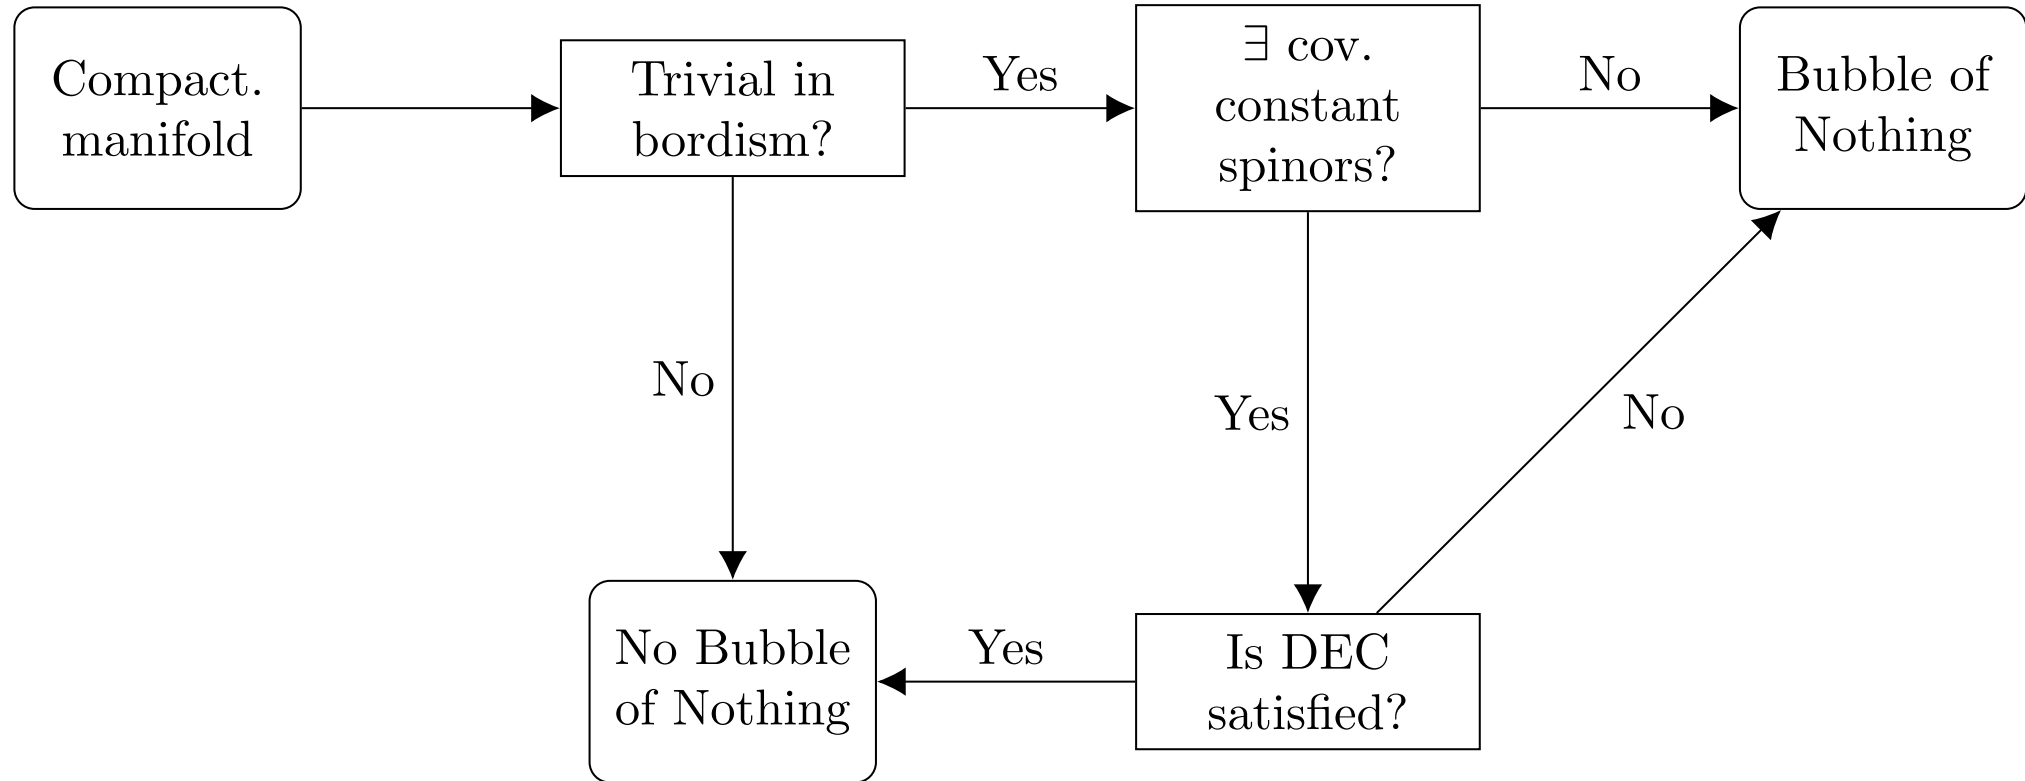 Compact.
manifold
Trivial in
bordism?
Yes
∃ cov.
constant
spinors?
No
Bubble of
Nothing
No
Yes
No
No Bubble
of Nothing
Yes
Is DEC
satisfied?